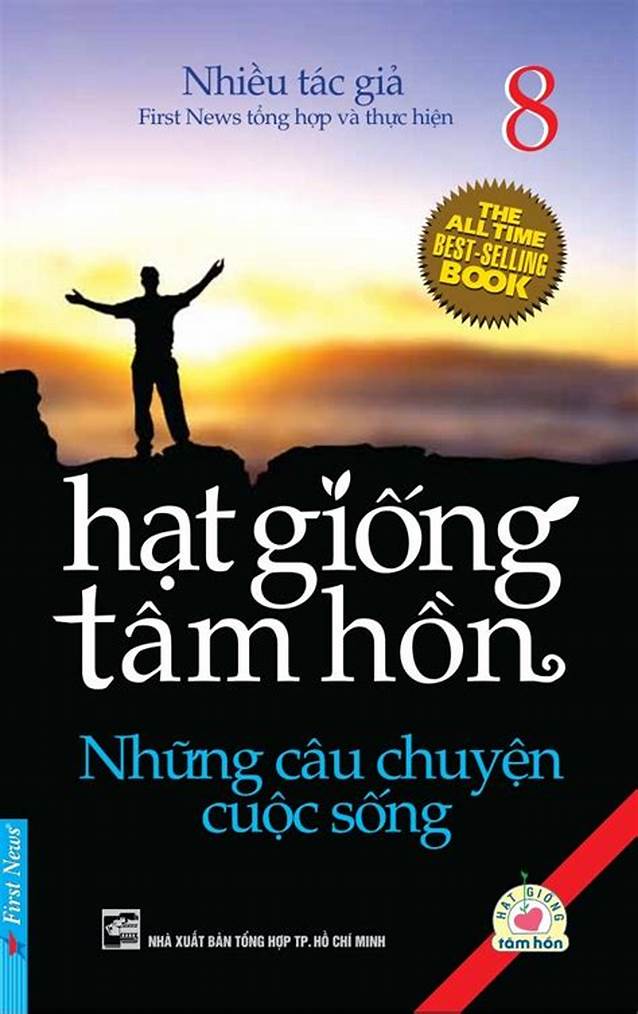 Nhiều tác giả
First News tổng hợp và thực hiện
8
THE
ALL TIME
BEST-SELLING
BOOK
hạt giống
tâm hồn
Những câu chuyện
cuộc sống
First News®
NHÀ XUẤT BẢN TỔNG HỢP TP. HỒ CHÍ MINH
HẠT GIỐNG
tâm hồn